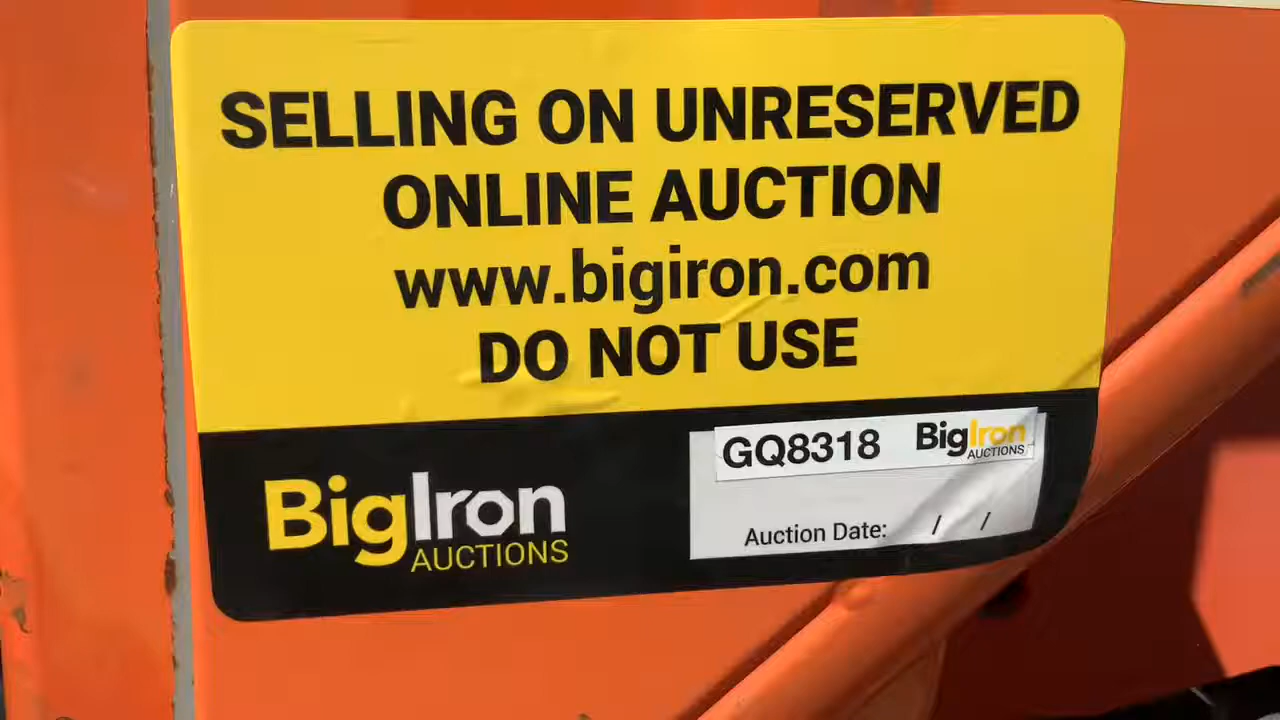 SELLING ON UNRESERVED
ONLINE AUCTION
www.bigiron.com
DO NOT USE
BigIron
AUCTIONS
GQ8318 BigIron
AUCTIONS
Auction Date: / /